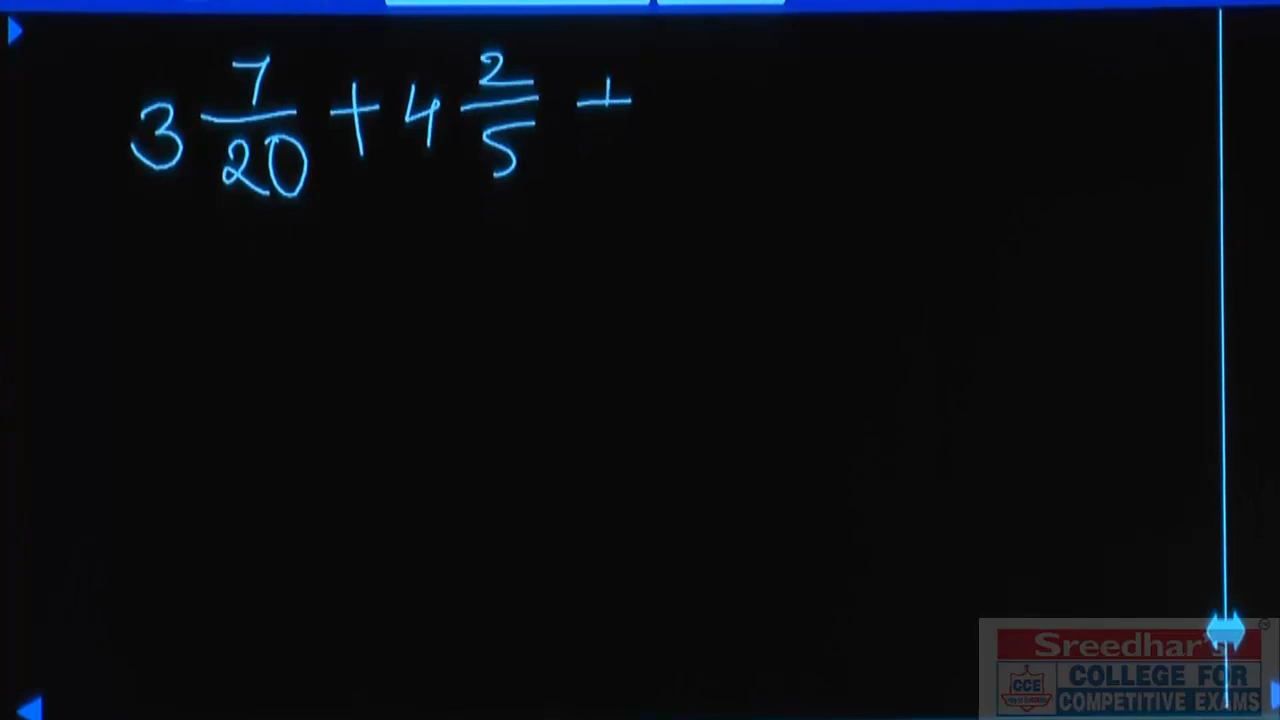 3 7/20 + 4 2/5 +
Sreedhar's
CCE
COLLEGE FOR
COMPETITIVE EXAMS